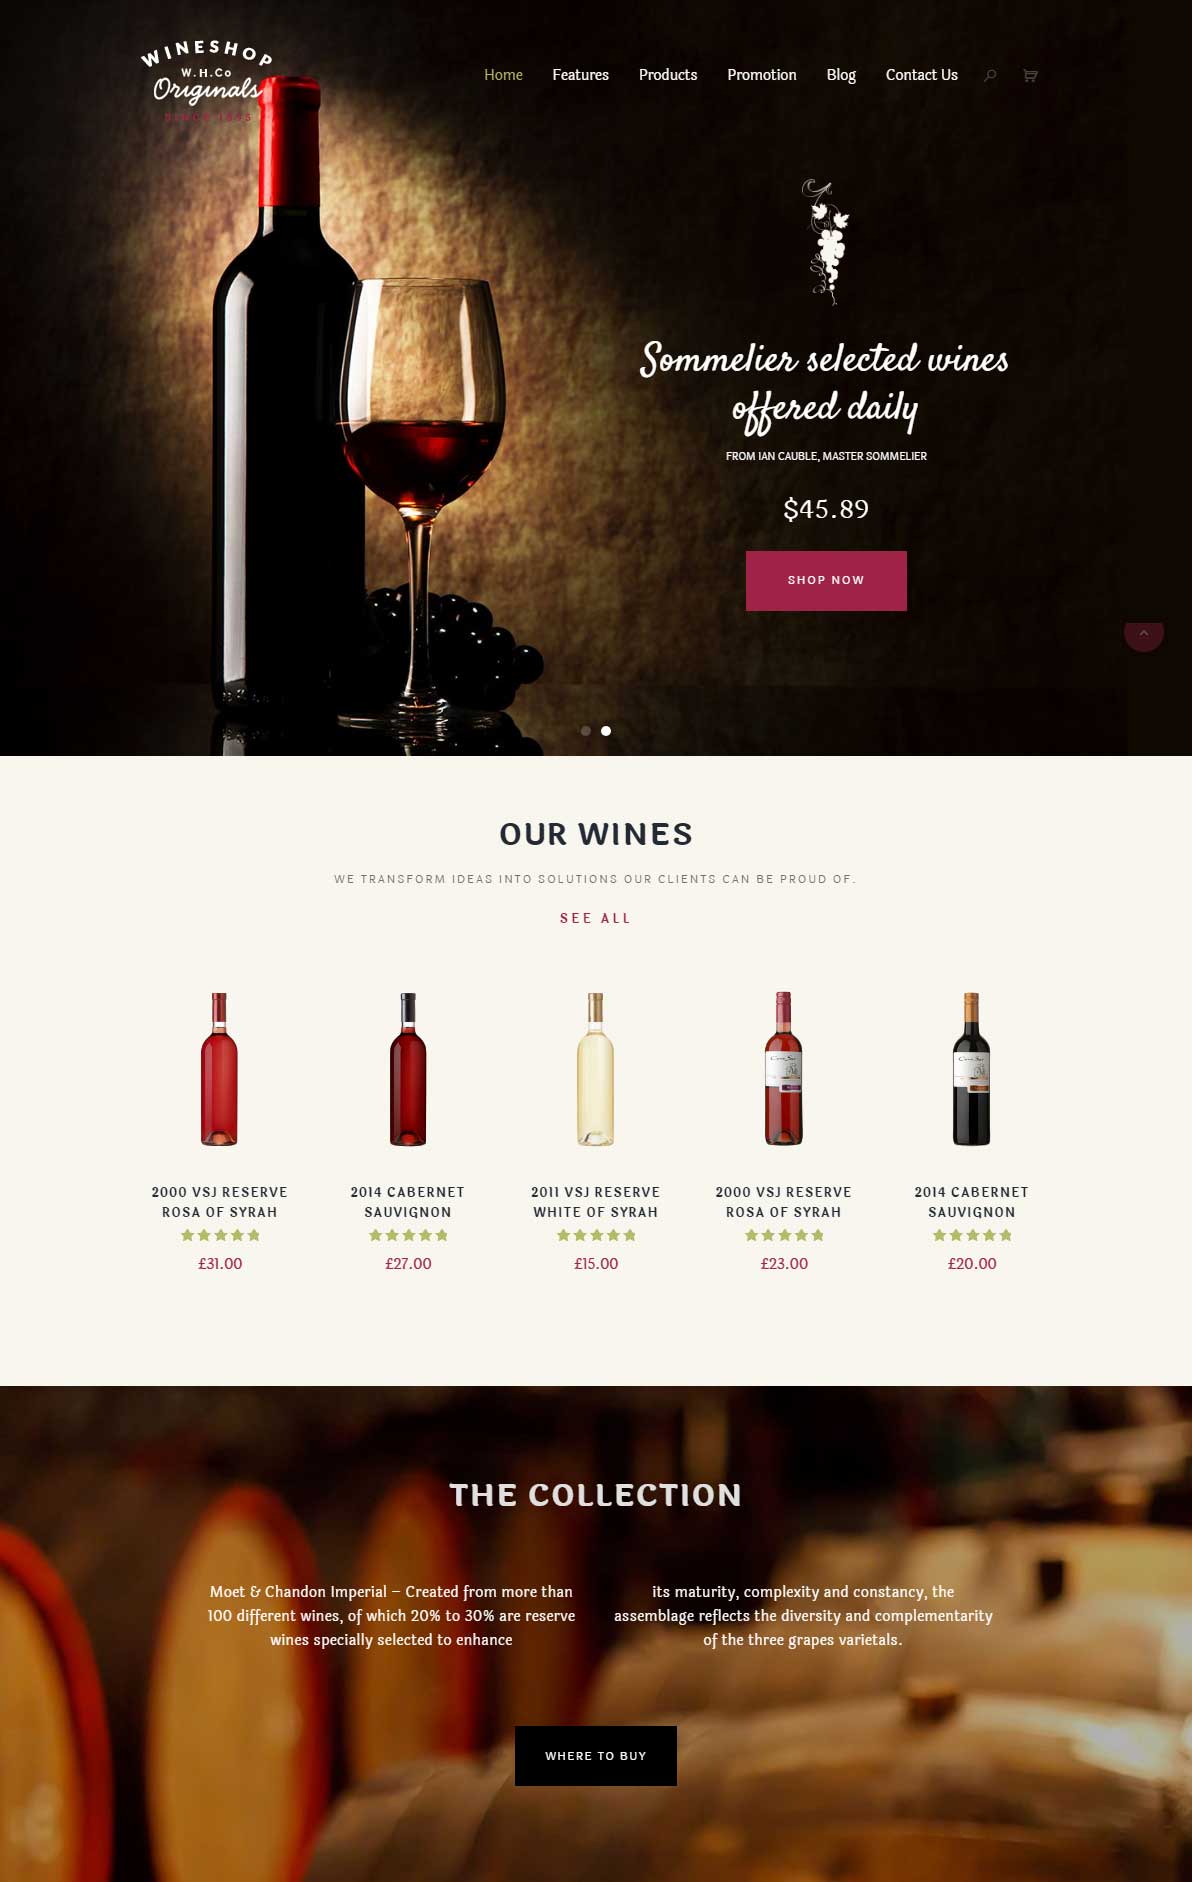 WINESHOP
W.H.Co
Originals
SINCE 1895
Home Features Products Promotion Blog Contact Us
Sommelier selected wines
offered daily
FROM IAN CAUBLE, MASTER SOMMELIER
$45.89
SHOP NOW
OUR WINES
WE TRANSFORM IDEAS INTO SOLUTIONS OUR CLIENTS CAN BE PROUD OF.
SEE ALL
2000 VSJ RESERVE
ROSA OF SYRAH
£31.00
2014 CABERNET
SAUVIGNON
£27.00
2011 VSJ RESERVE
WHITE OF SYRAH
£15.00
2000 VSJ RESERVE
ROSA OF SYRAH
£23.00
2014 CABERNET
SAUVIGNON
£20.00
THE COLLECTION
Moet & Chandon Imperial – Created from more than
100 different wines, of which 20% to 30% are reserve
wines specially selected to enhance
its maturity, complexity and constancy, the
assemblage reflects the diversity and complementarity
of the three grapes varietals.
WHERE TO BUY